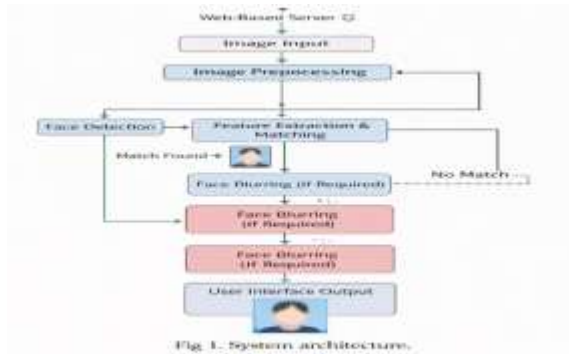 Web-Based Server
Image Input
Image Prepocessing
Face Detection
Feature Extraction &
Matching
Match Found
Face Blurring (If Required)
No Match
Face Blurring
(If Required)
Face Blurring
(If Required)
User Interface Output
Fig 1. System architecture.